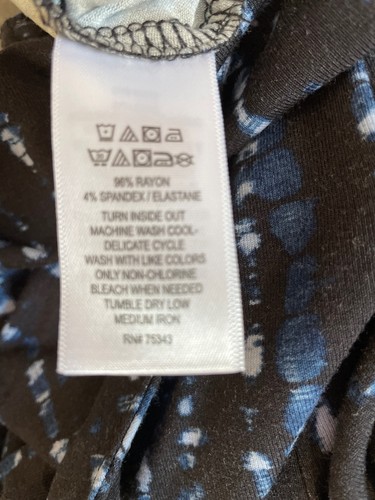 96% RAYON
4% SPANDEX / ELASTANE
TURN INSIDE OUT
MACHINE WASH COOL-
DELICATE CYCLE
WASH WITH LIKE COLORS
ONLY NON-CHLORINE
BLEACH WHEN NEEDED
TUMBLE DRY LOW
MEDIUM IRON
RN# 75343